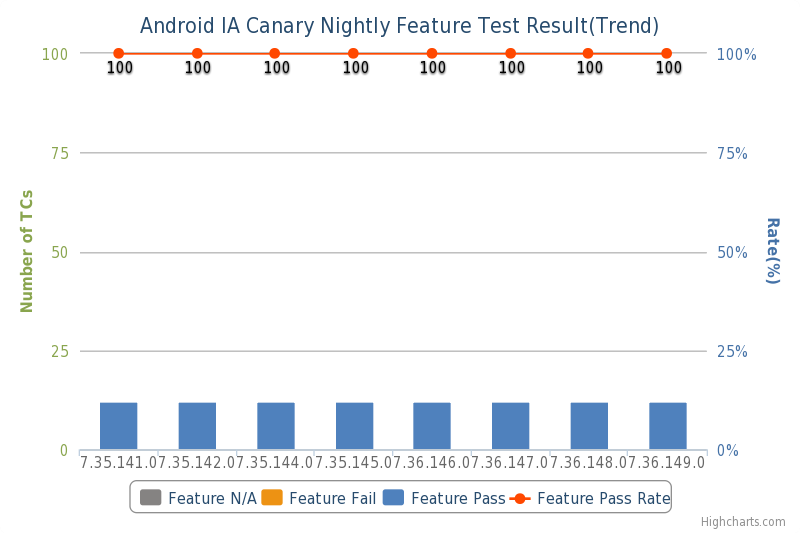 Android IA Canary Nightly Feature Test Result(Trend)
100 100%
100 100 100 100 100 100 100 100
75 75%
Number of TCs
Rate(%)
50 50%
25 25%
0 0%
7.35.141.0 7.35.142.0 7.35.144.0 7.35.145.0 7.36.146.0 7.36.147.0 7.36.148.0 7.36.149.0
Feature N/A Feature Fail Feature Pass Feature Pass Rate
Highcharts.com